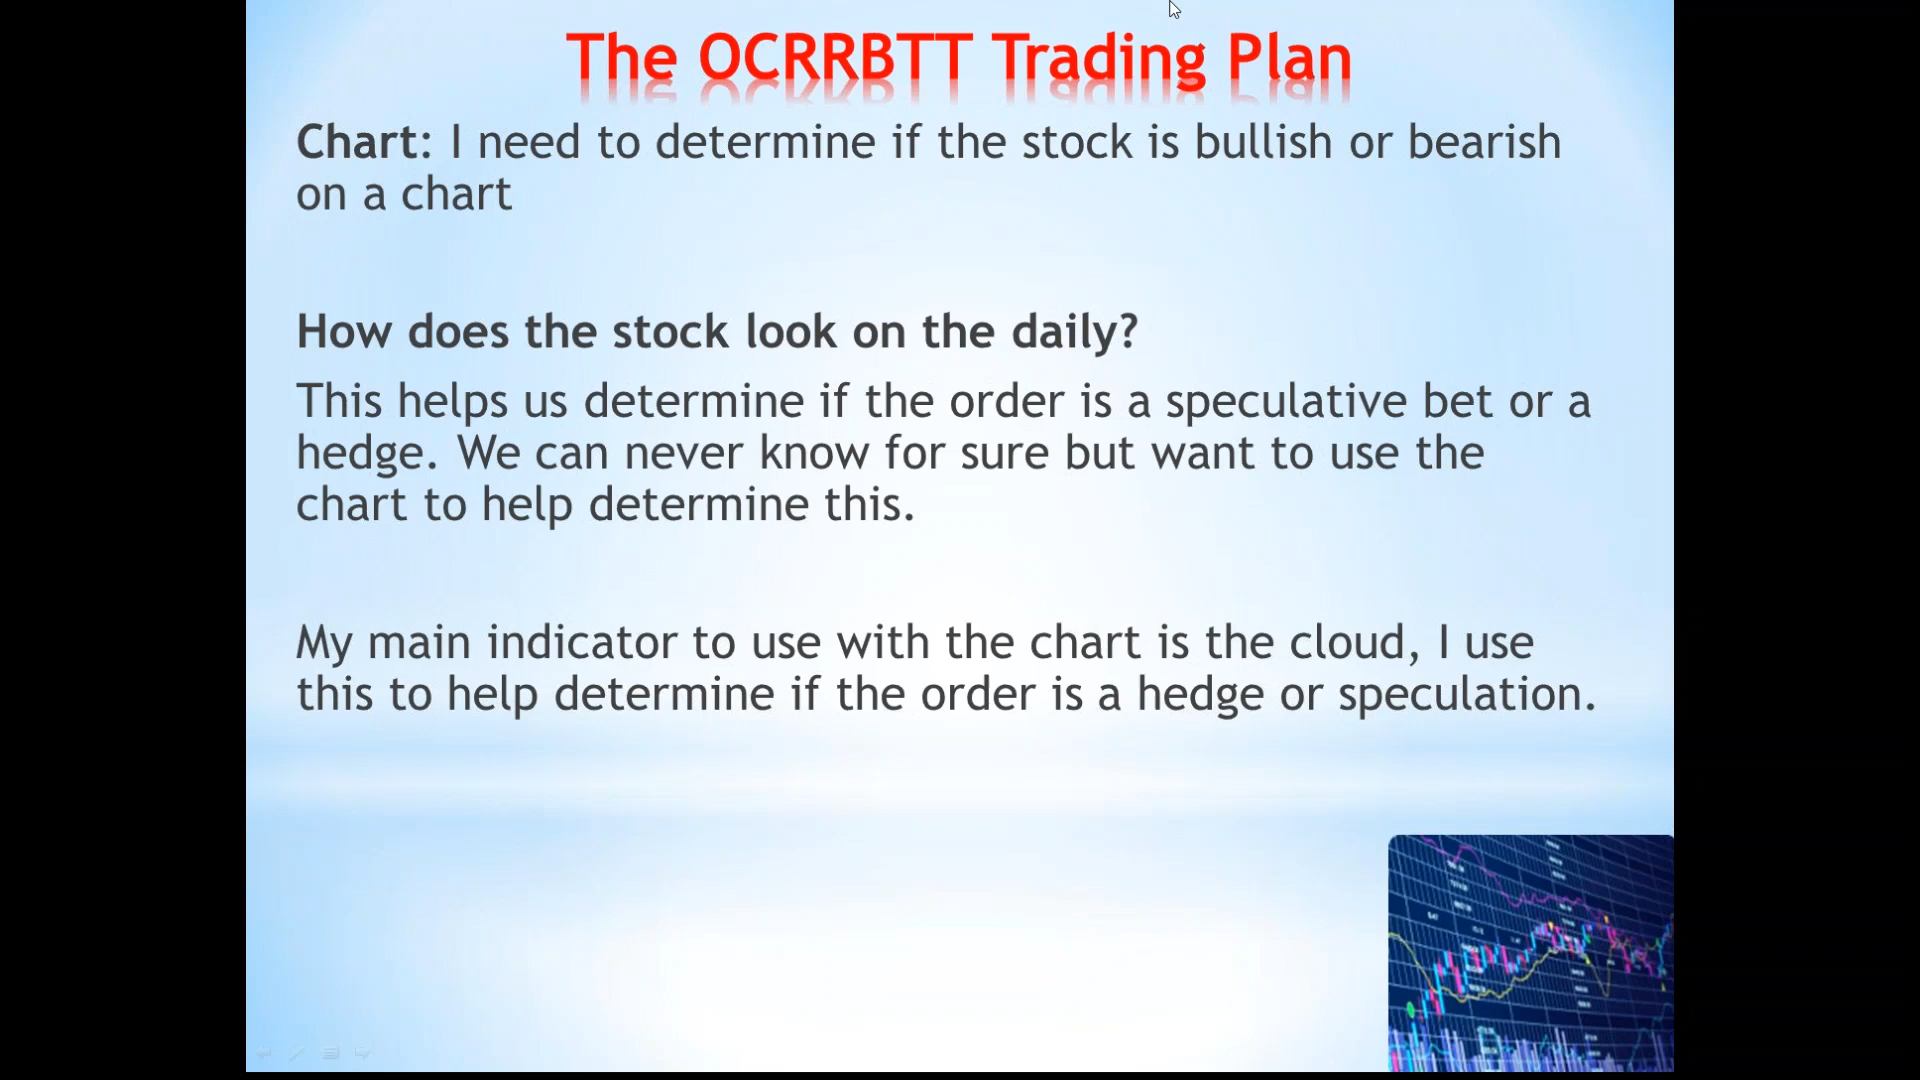 The OCRRBTT Trading Plan
Chart: I need to determine if the stock is bullish or bearish
on a chart
How does the stock look on the daily?
This helps us determine if the order is a speculative bet or a
hedge. We can never know for sure but want to use the
chart to help determine this.
My main indicator to use with the chart is the cloud, I use
this to help determine if the order is a hedge or speculation.